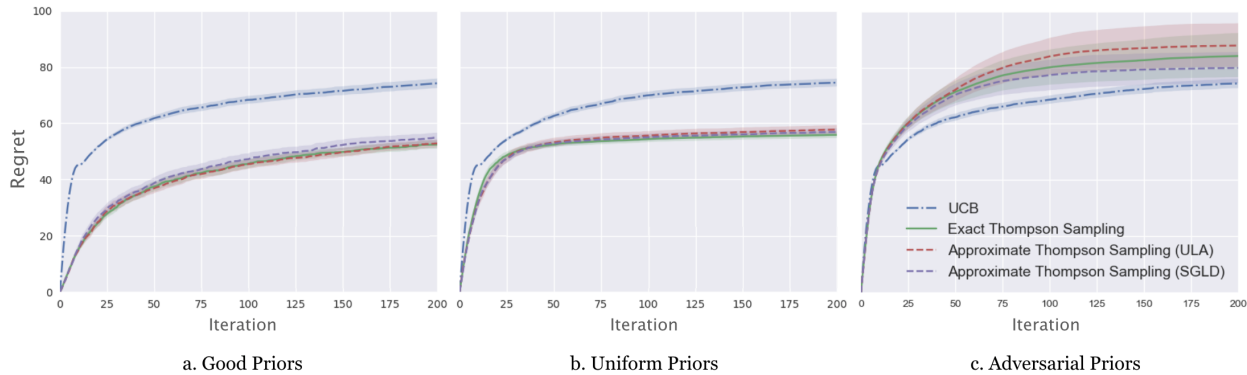 100
80
60
40
20
0
Regret
0 25 50 75 100 125 150 175 200
0 25 50 75 100 125 150 175 200
0 25 50 75 100 125 150 175 200
UCB
Exact Thompson Sampling
Approximate Thompson Sampling (ULA)
Approximate Thompson Sampling (SGLD)
Iteration
Iteration
Iteration
a. Good Priors
b. Uniform Priors
c. Adversarial Priors